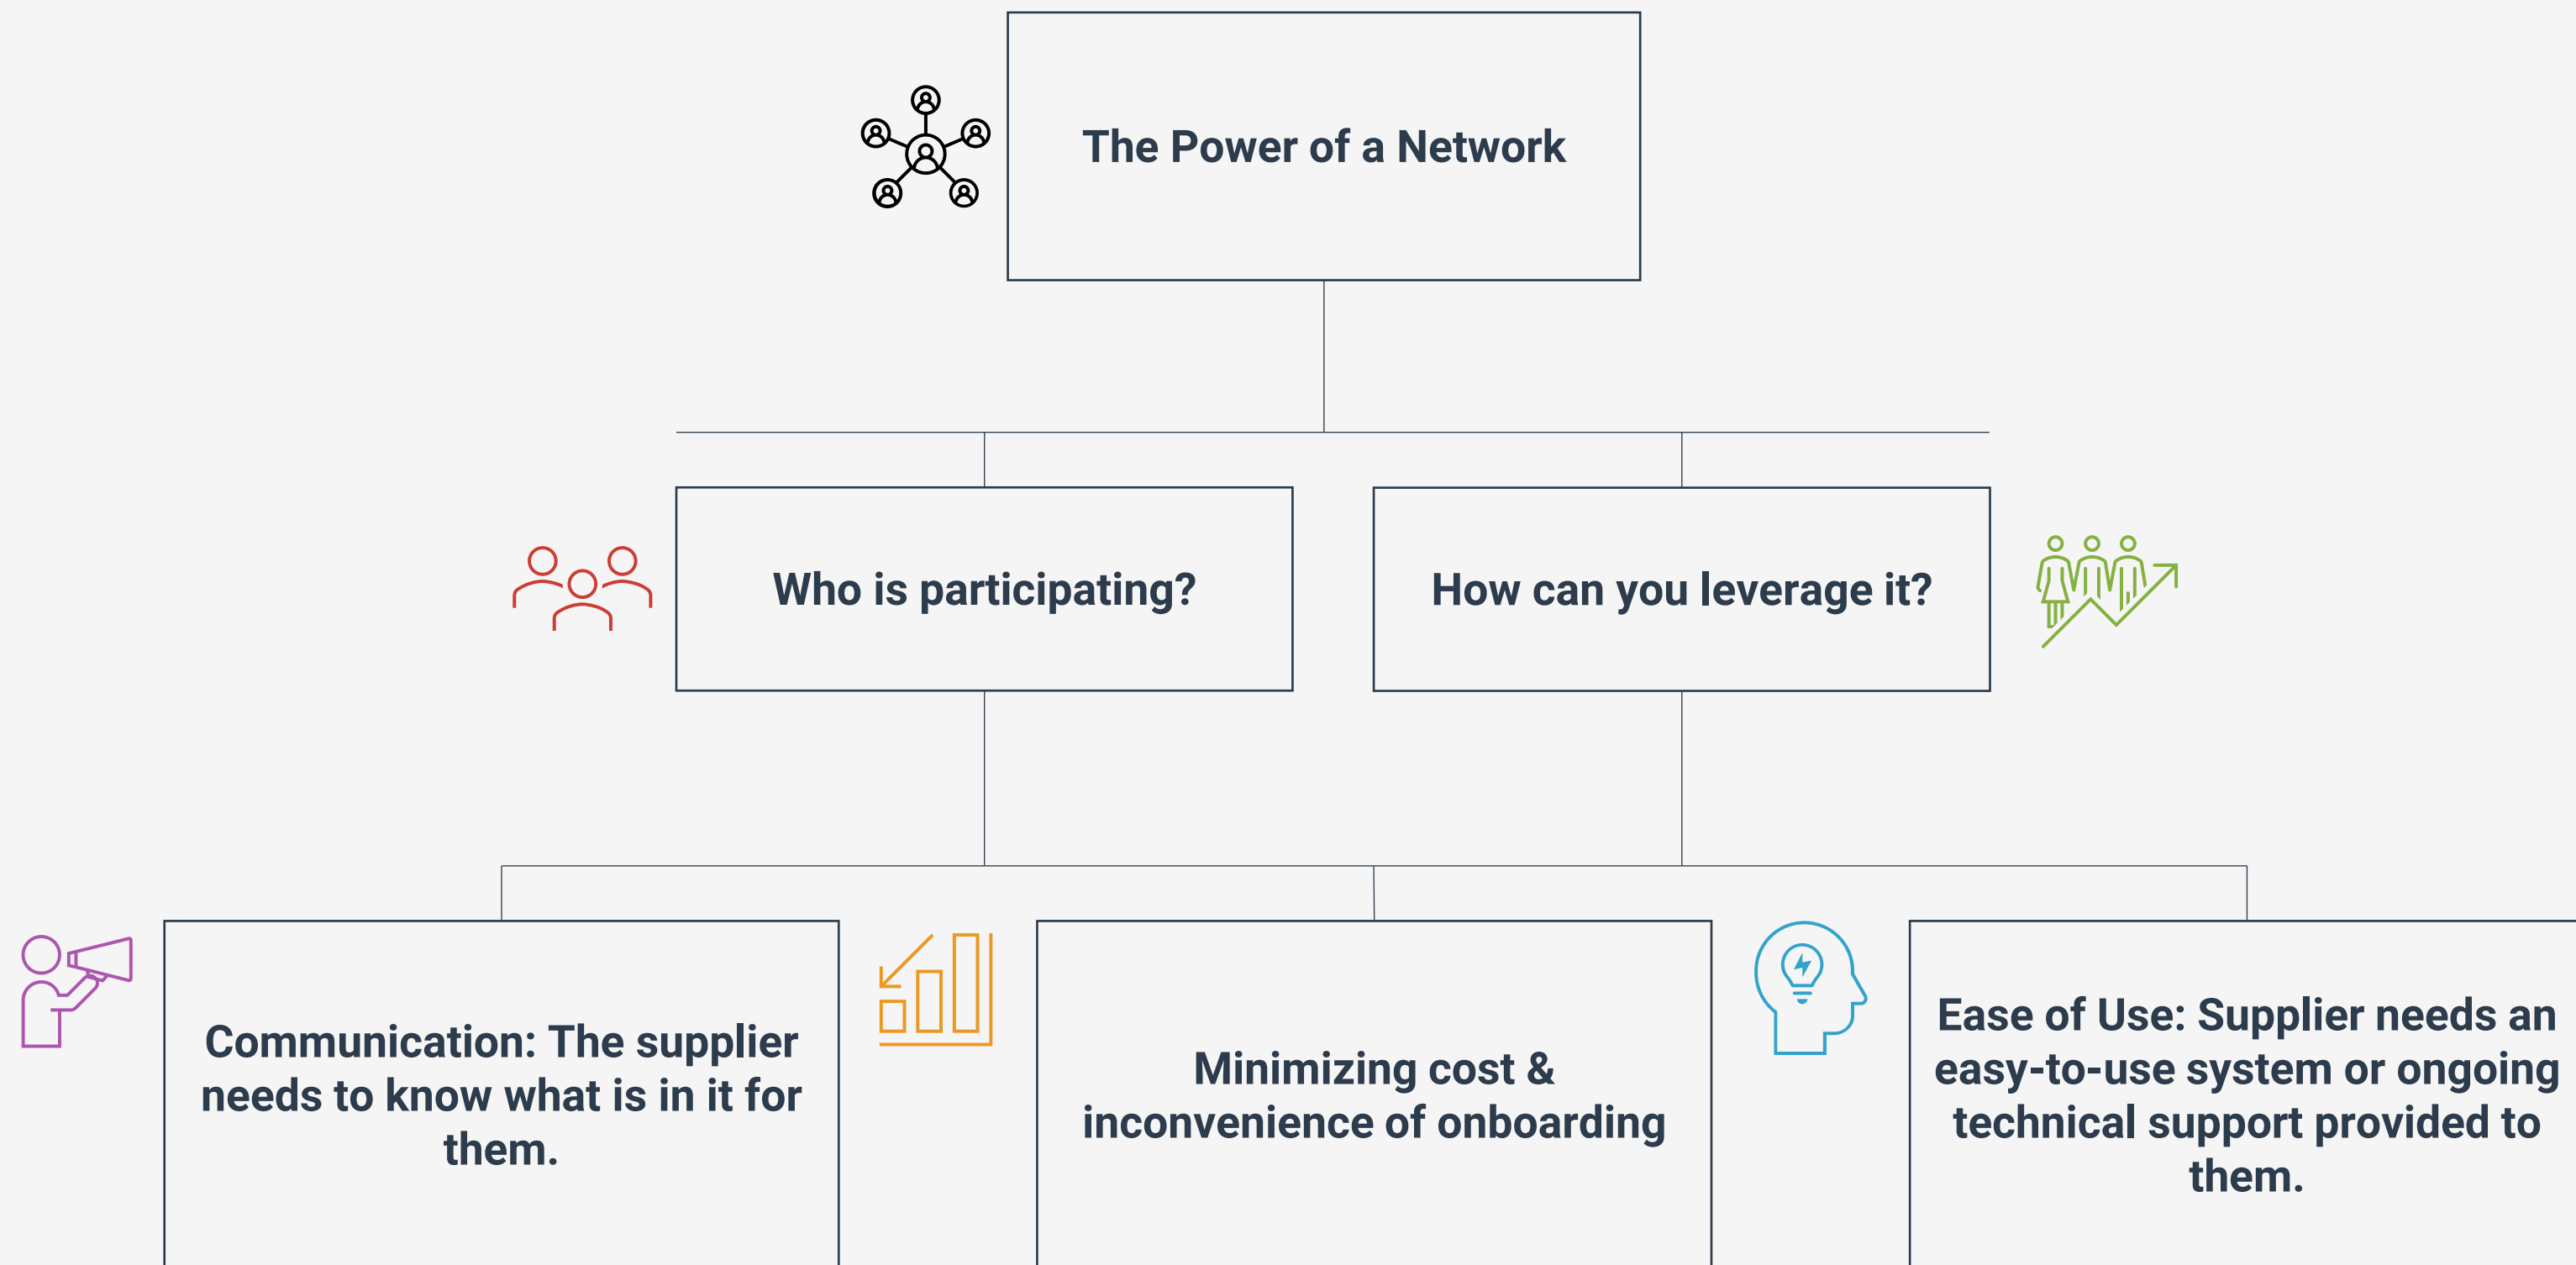 The Power of a Network
Who is participating?
How can you leverage it?
Communication: The supplier
needs to know what is in it for
them.
Minimizing cost &
inconvenience of onboarding
Ease of Use: Supplier needs an
easy-to-use system or ongoing
technical support provided to
them.